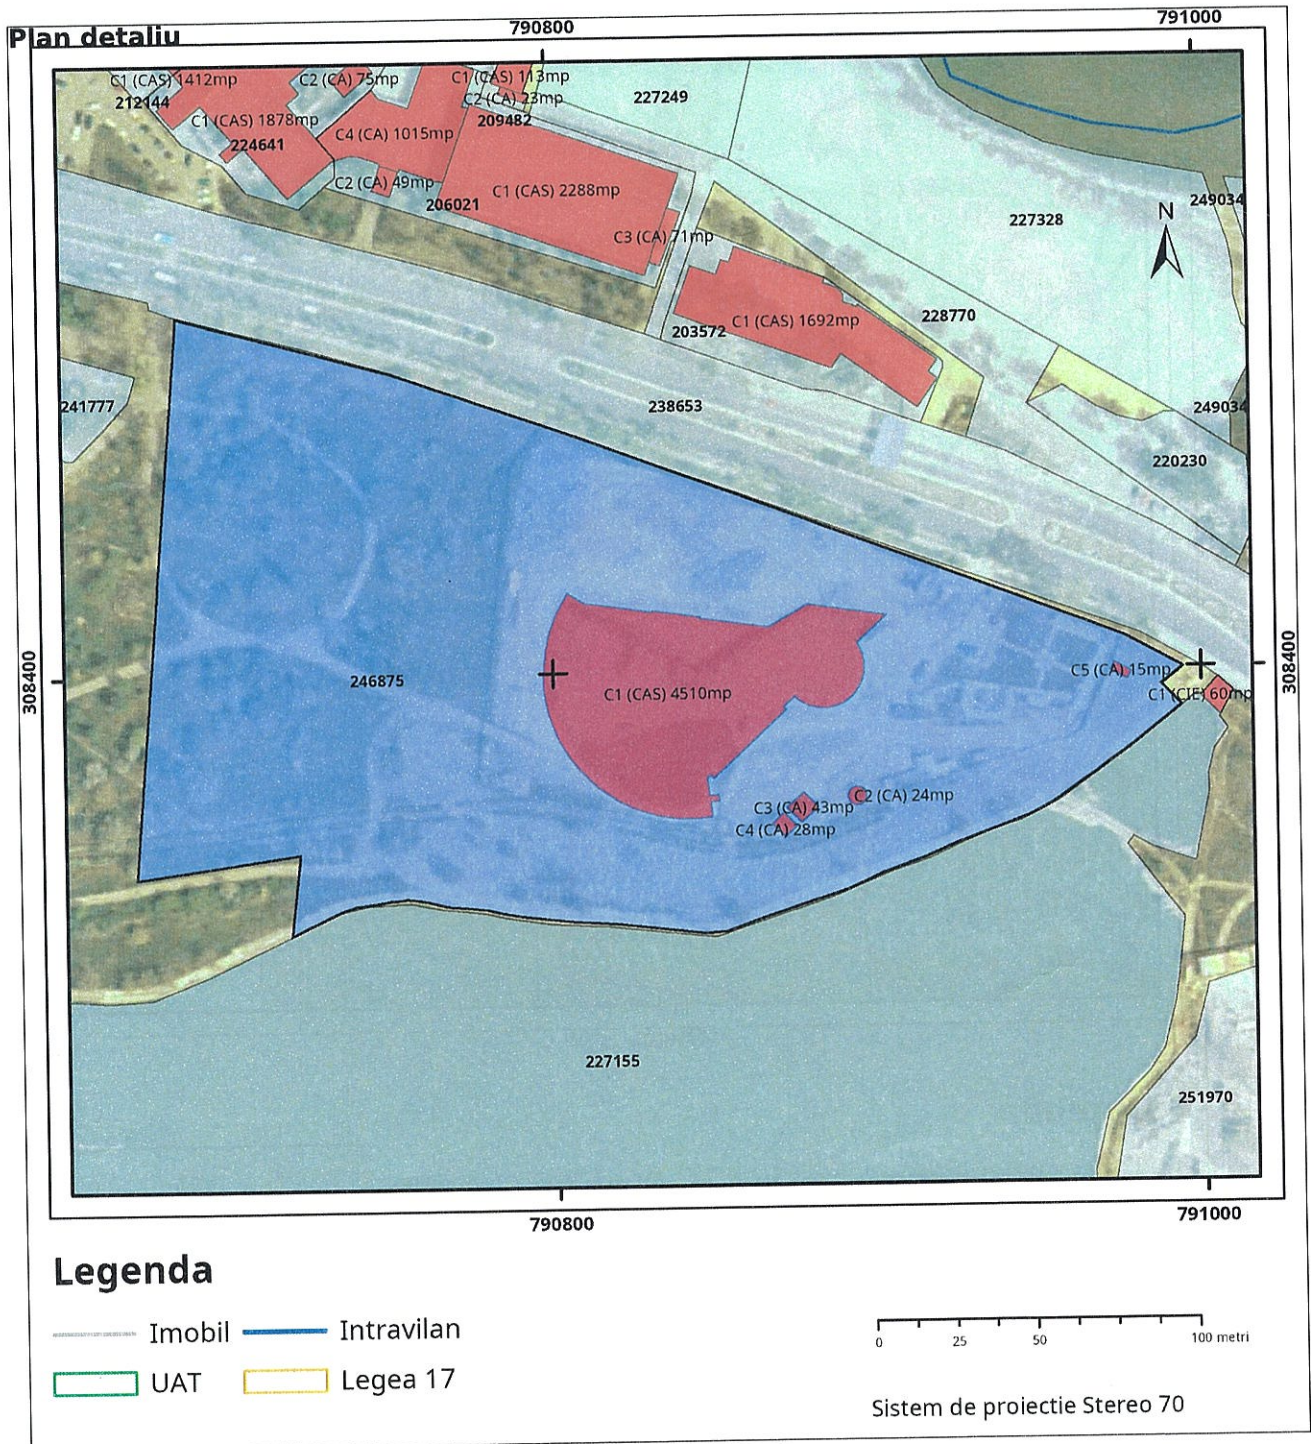 791000
790800
Plan detaliu
C1 (CAS) 1412mp
C2 (CA) 75mp
C1 (CAS) 113mp
C2 (CA) 23mp
227249
212144
C1 (CAS) 1878mp
C4 (CA) 1015mp
209482
224641
C2 (CA) 49mp
C1 (CAS) 2288mp
206021
249034
N
227328
C3 (CA) 71mp
228770
C1 (CAS) 1692mp
203572
241777
238653
249034
220230
308400
308400
246875
C1 (CAS) 4510mp
C5 (CA) 15mp
C1 (CIE) 60mp
C2 (CA) 24mp
C3 (CA) 43mp
C4 (CA) 28mp
227155
251970
790800
791000
Legenda
Imobil
Intravilan
UAT
Legea 17
0 25 50 100 metri
Sistem de proiectie Stereo 70